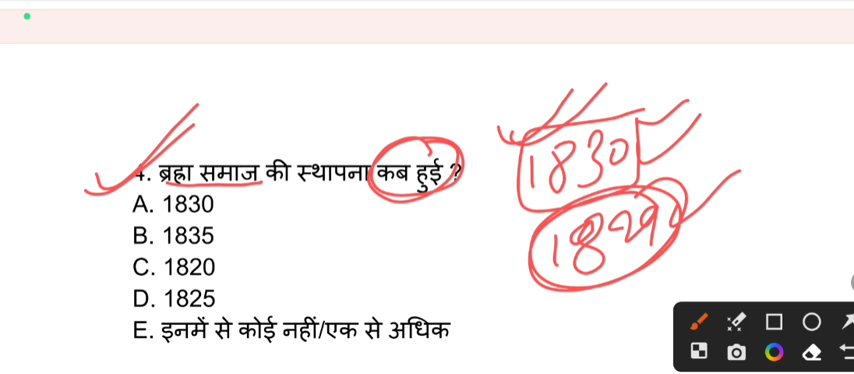 4. ब्रह्म समाज की स्थापना कब हुई ?
A. 1830
B. 1835
C. 1820
D. 1825
E. इनमें से कोई नहीं/एक से अधिक
1830
1829